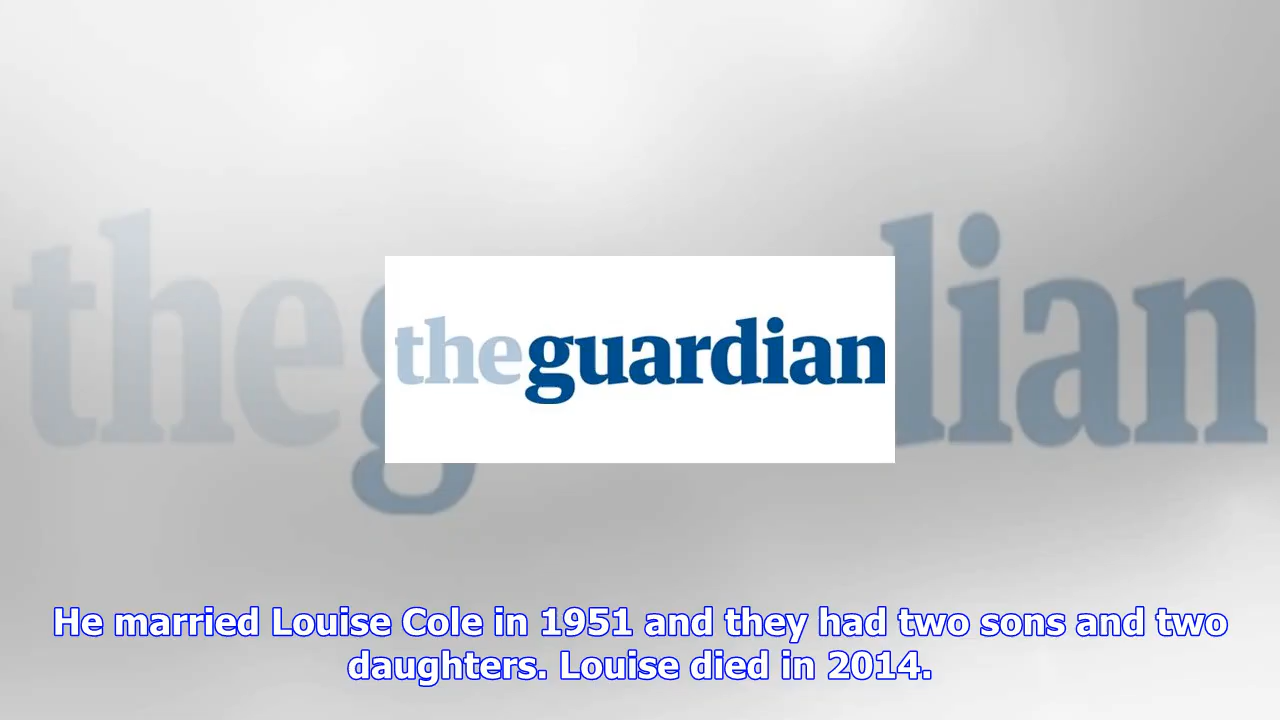 theguardian
He married Louise Cole in 1951 and they had two sons and two
daughters. Louise died in 2014.